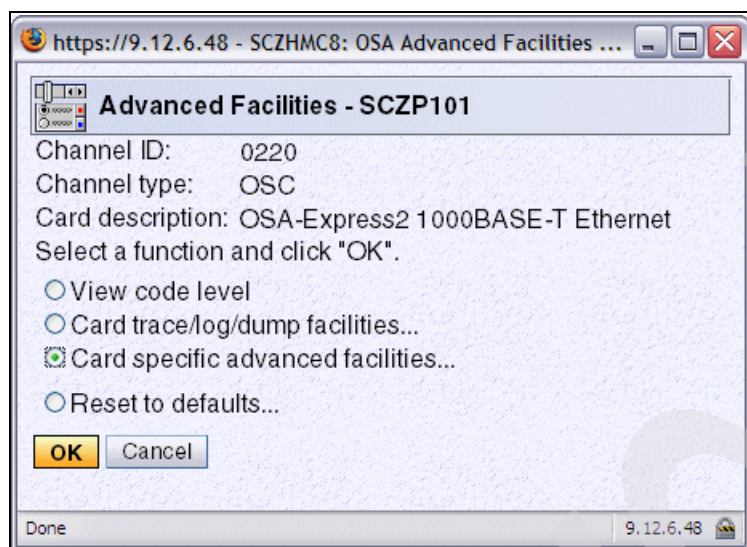 https://9.12.6.48 - SCZHMC8: OSA Advanced Facilities ...
Advanced Facilities - SCZP101
Channel ID: 0220
Channel type: OSC
Card description: OSA-Express2 1000BASE-T Ethernet
Select a function and click "OK".
View code level
Card trace/log/dump facilities...
Card specific advanced facilities...
Reset to defaults...
OK Cancel
Done 9.12.6.48